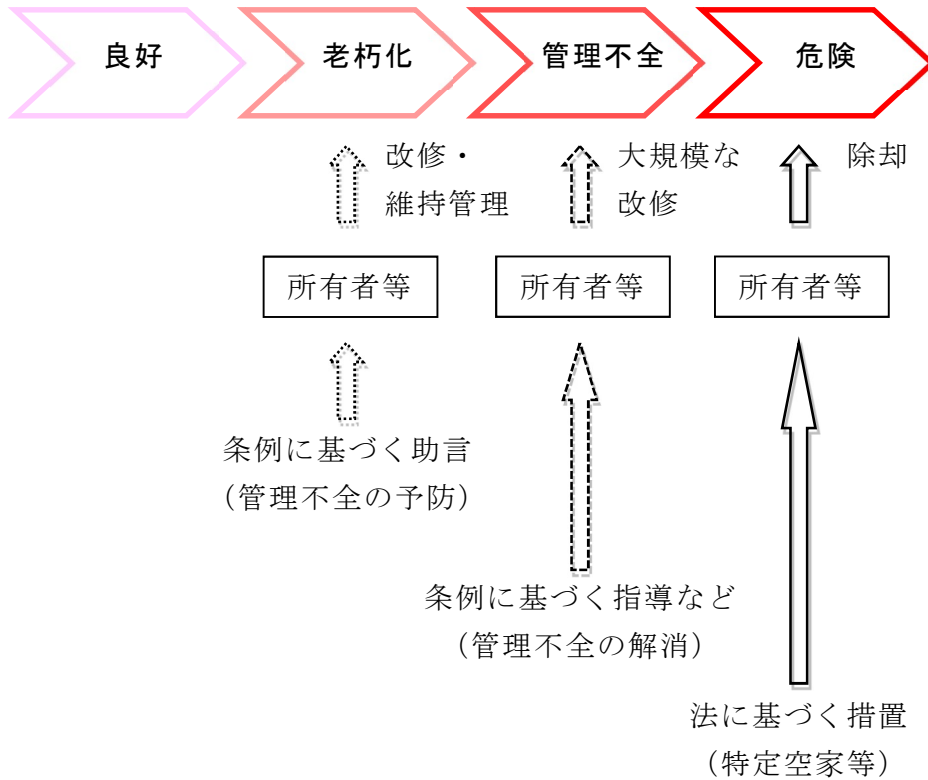 良好
老朽化
管理不全
危険
改修・
維持管理
大規模な
改修
除却
所有者等
所有者等
所有者等
条例に基づく助言
（管理不全の予防）
条例に基づく指導など
（管理不全の解消）
法に基づく措置
（特定空家等）